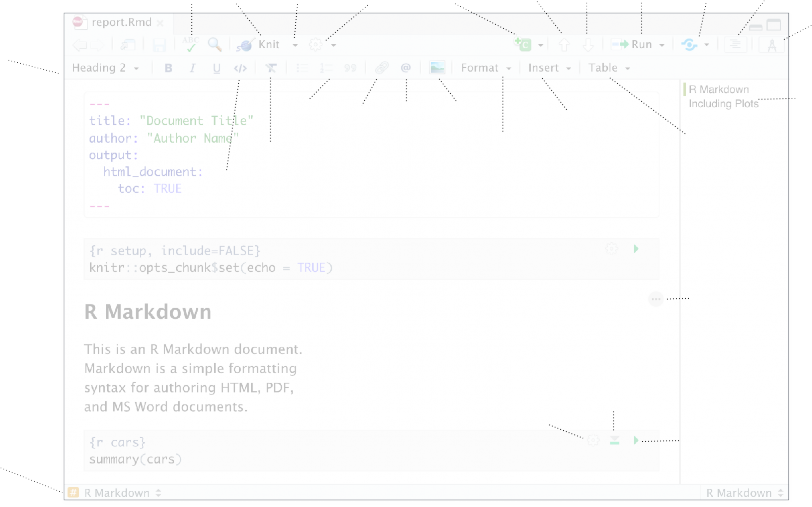 report.Rmd ×
ABC
Knit
Run
Heading 2
B I U </>
99
@
Format
Insert
Table
R Markdown
Including Plots
---
title: "Document Title"
author: "Author Name"
output:
html_document:
toc: TRUE
---
{r setup, include=FALSE}
knitr::opts_chunk$set(echo = TRUE)
R Markdown
This is an R Markdown document.
Markdown is a simple formatting
syntax for authoring HTML, PDF,
and MS Word documents.
{r cars}
summary(cars)
# R Markdown
R Markdown